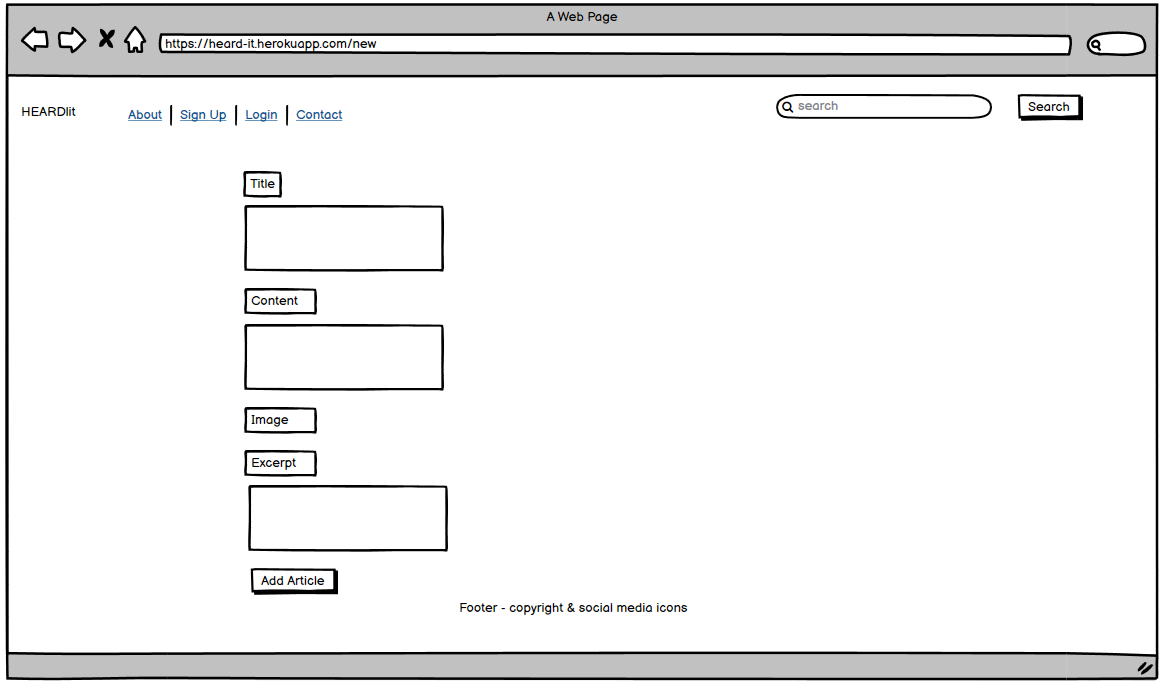 A Web Page
https://heard-it.herokuapp.com/new
HEARDIit
About Sign Up Login Contact
search
Search
Title
Content
Image
Excerpt
Add Article
Footer - copyright & social media icons